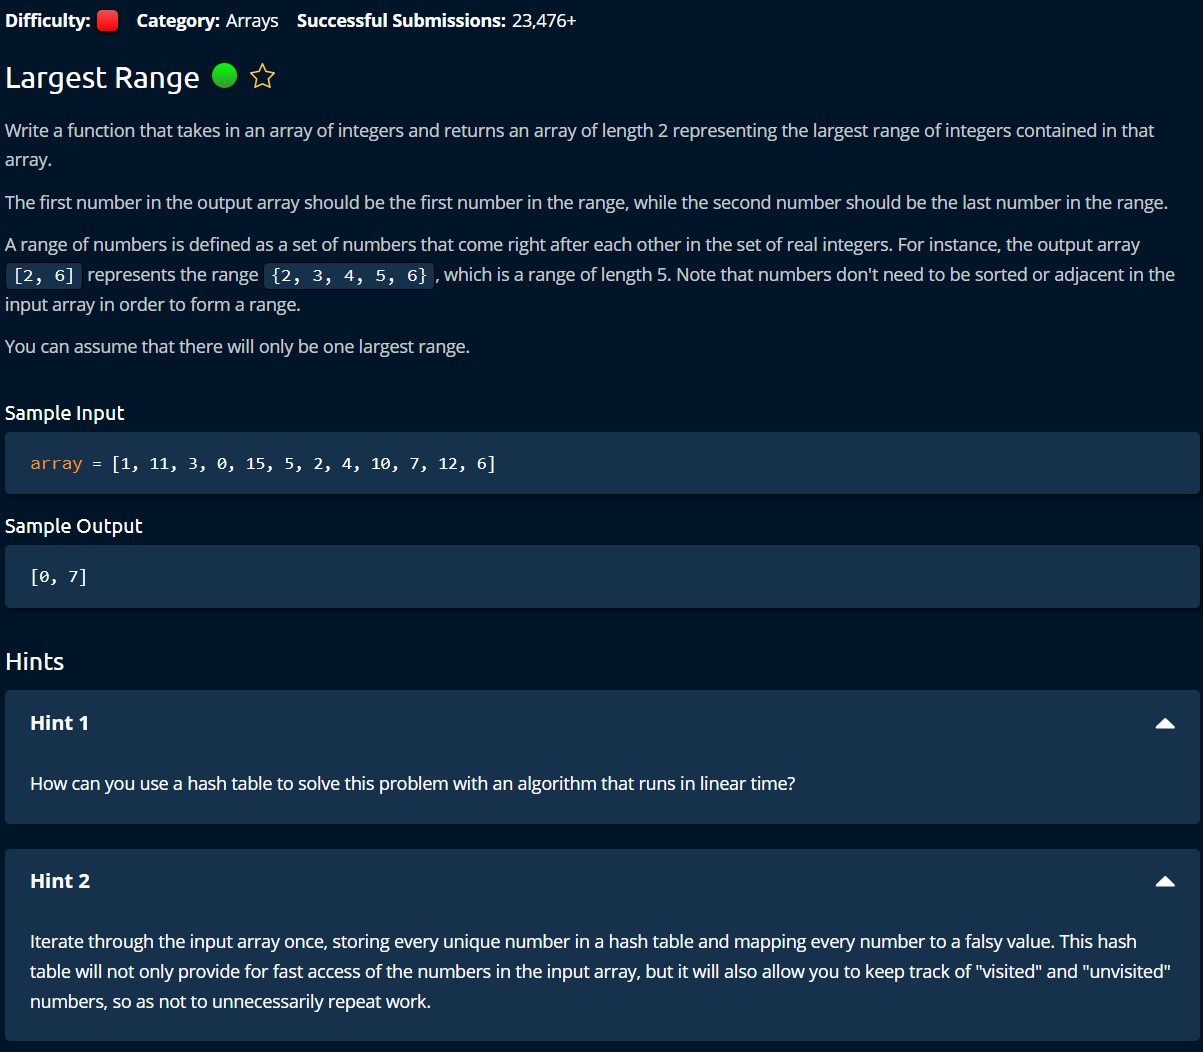 Difficulty: Category: Arrays Successful Submissions: 23,476+
Largest Range
Write a function that takes in an array of integers and returns an array of length 2 representing the largest range of integers contained in that
array.
The first number in the output array should be the first number in the range, while the second number should be the last number in the range.
A range of numbers is defined as a set of numbers that come right after each other in the set of real integers. For instance, the output array
[2, 6] represents the range {2, 3, 4, 5, 6}, which is a range of length 5. Note that numbers don't need to be sorted or adjacent in the
input array in order to form a range.
You can assume that there will only be one largest range.
Sample Input
array = [1, 11, 3, 0, 15, 5, 2, 4, 10, 7, 12, 6]
Sample Output
[0, 7]
Hints
Hint 1
How can you use a hash table to solve this problem with an algorithm that runs in linear time?
Hint 2
Iterate through the input array once, storing every unique number in a hash table and mapping every number to a falsy value. This hash
table will not only provide for fast access of the numbers in the input array, but it will also allow you to keep track of "visited" and "unvisited"
numbers, so as not to unnecessarily repeat work.